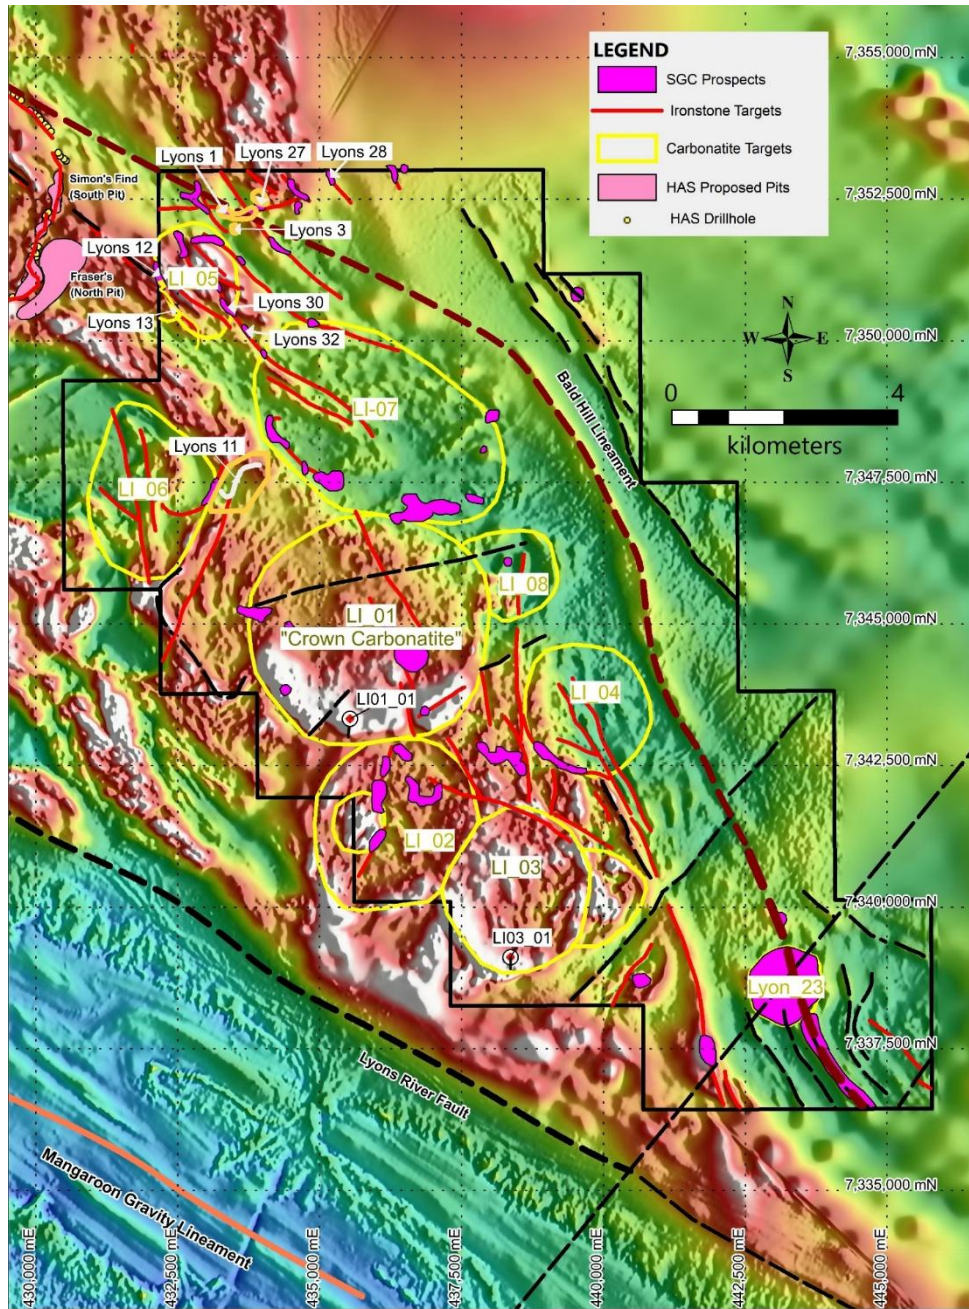 LEGEND
SGC Prospects
Ironstone Targets
Carbonatite Targets
HAS Proposed Pits
HAS Drillhole
7,355,000 mN
Lyons 1
Lyons 27
Lyons 28
Simon's Find
(South Pit)
7,352,500 mN
Lyons 3
Lyons 12
LI_05
Fraser's
(North Pit)
Lyons 30
Lyons 13
Lyons 32
7,350,000 mN
N
W
E
S
0
4
kilometers
Bald Hill Lineament
LI-07
Lyons 11
LI_06
7,347,500 mN
LI_08
LI_01
"Crown Carbonatite"
7,345,000 mN
LI_04
LI01_01
7,342,500 mN
LI_02
LI_03
7,340,000 mN
LI03_01
Lyon_23
7,337,500 mN
Lyons River Fault
Mangaroon Gravity Lineament
7,335,000 mN
430,000 mE
432,500 mE
435,000 mE
437,500 mE
440,000 mE
442,500 mE
445,000 mE